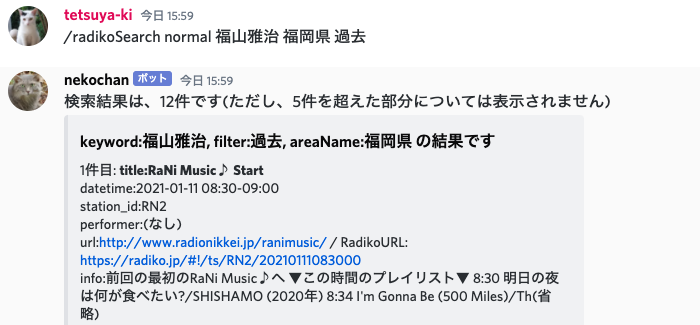 tetsuya-ki 今日 15:59
/radikoSearch normal 福山雅治 福岡県 過去
nekochan ボット 今日 15:59
検索結果は、12件です(ただし、5件を超えた部分については表示されません)
keyword:福山雅治, filter:過去, areaName:福岡県 の結果です
1件目: title:RaNi Music♪ Start
datetime:2021-01-11 08:30-09:00
station_id:RN2
performer:(なし)
url:http://www.radionikkei.jp/ranimusic/ / RadikoURL:
https://radiko.jp/#!/ts/RN2/20210111083000
info:前回の最初のRaNi Music♪へ ▼この時間のプレイリスト▼ 8:30 明日の夜
は何が食べたい?/SHISHAMO (2020年) 8:34 I'm Gonna Be (500 Miles)/Th(省
略)